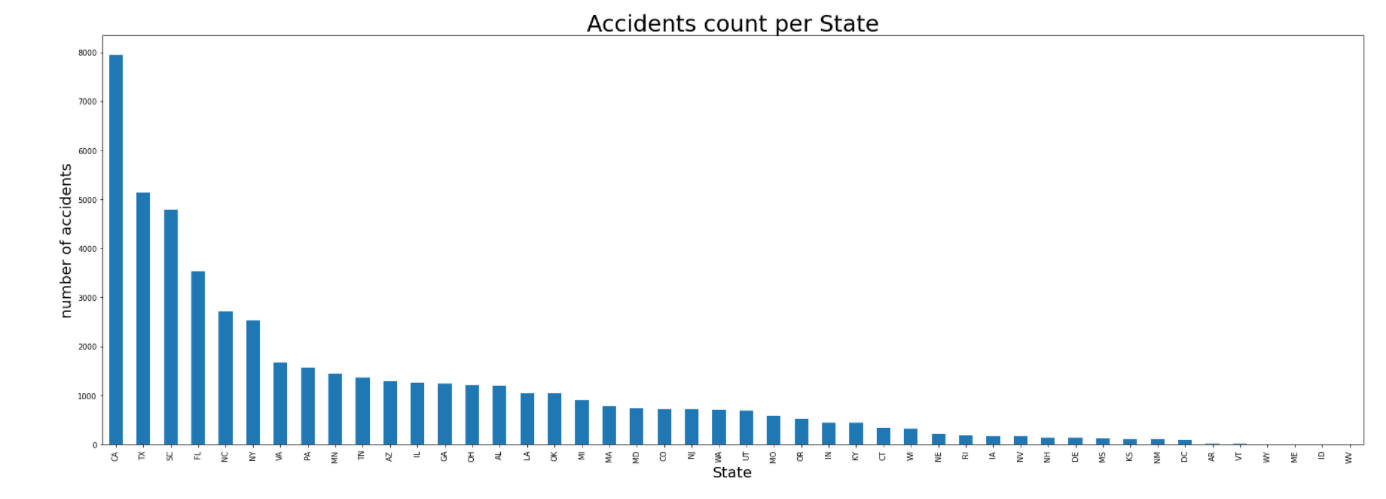 Accidents count per State
number of accidents
8000
7000
6000
5000
4000
3000
2000
1000
0
CA TX SC FL NC NY VA PA MN TN AZ IL GA OH AL LA OK MI MA MD CO NJ WA UT MO OR IN KY CT WI NE RI IA NV NH DE MS KS NM DC AR VT WY ME ID WV
State